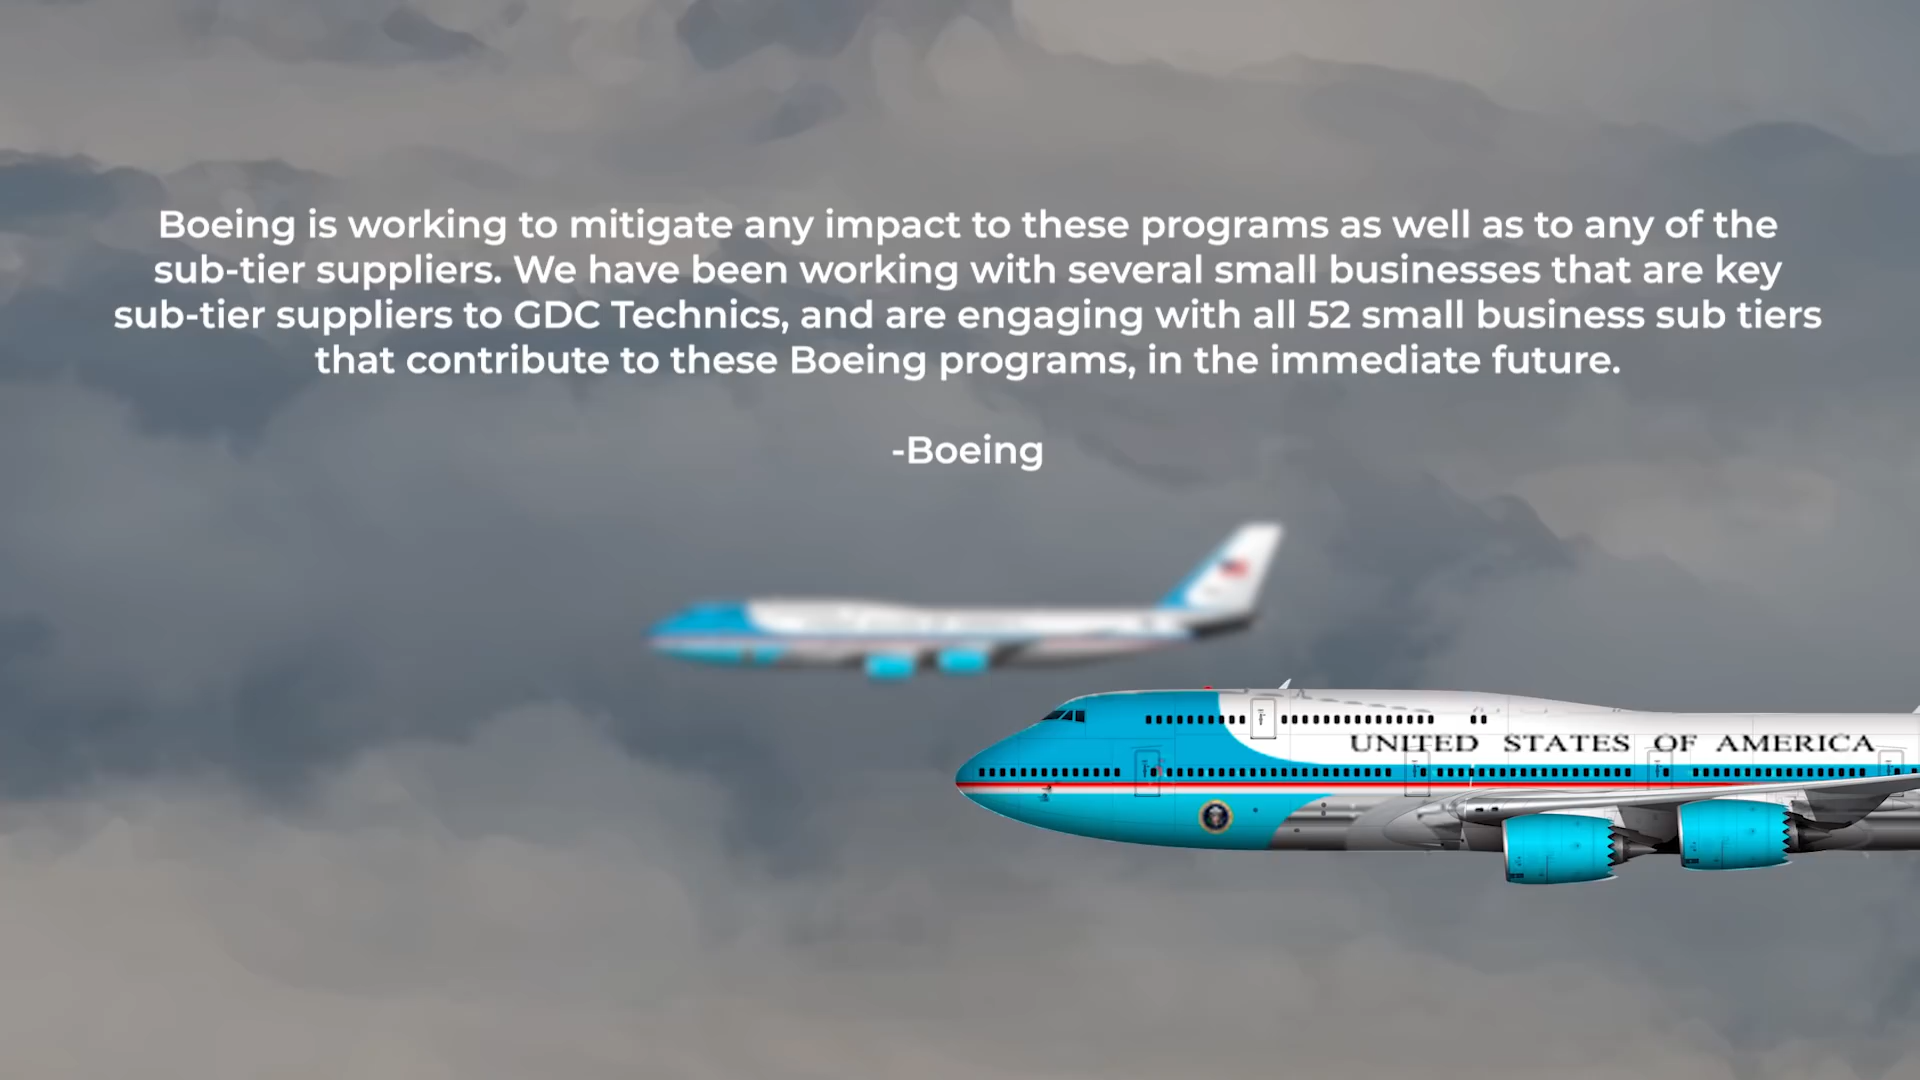 Boeing is working to mitigate any impact to these programs as well as to any of the
sub-tier suppliers. We have been working with several small businesses that are key
sub-tier suppliers to GDC Technics, and are engaging with all 52 small business sub tiers
that contribute to these Boeing programs, in the immediate future.
-Boeing
UNITED STATES OF AMERICA